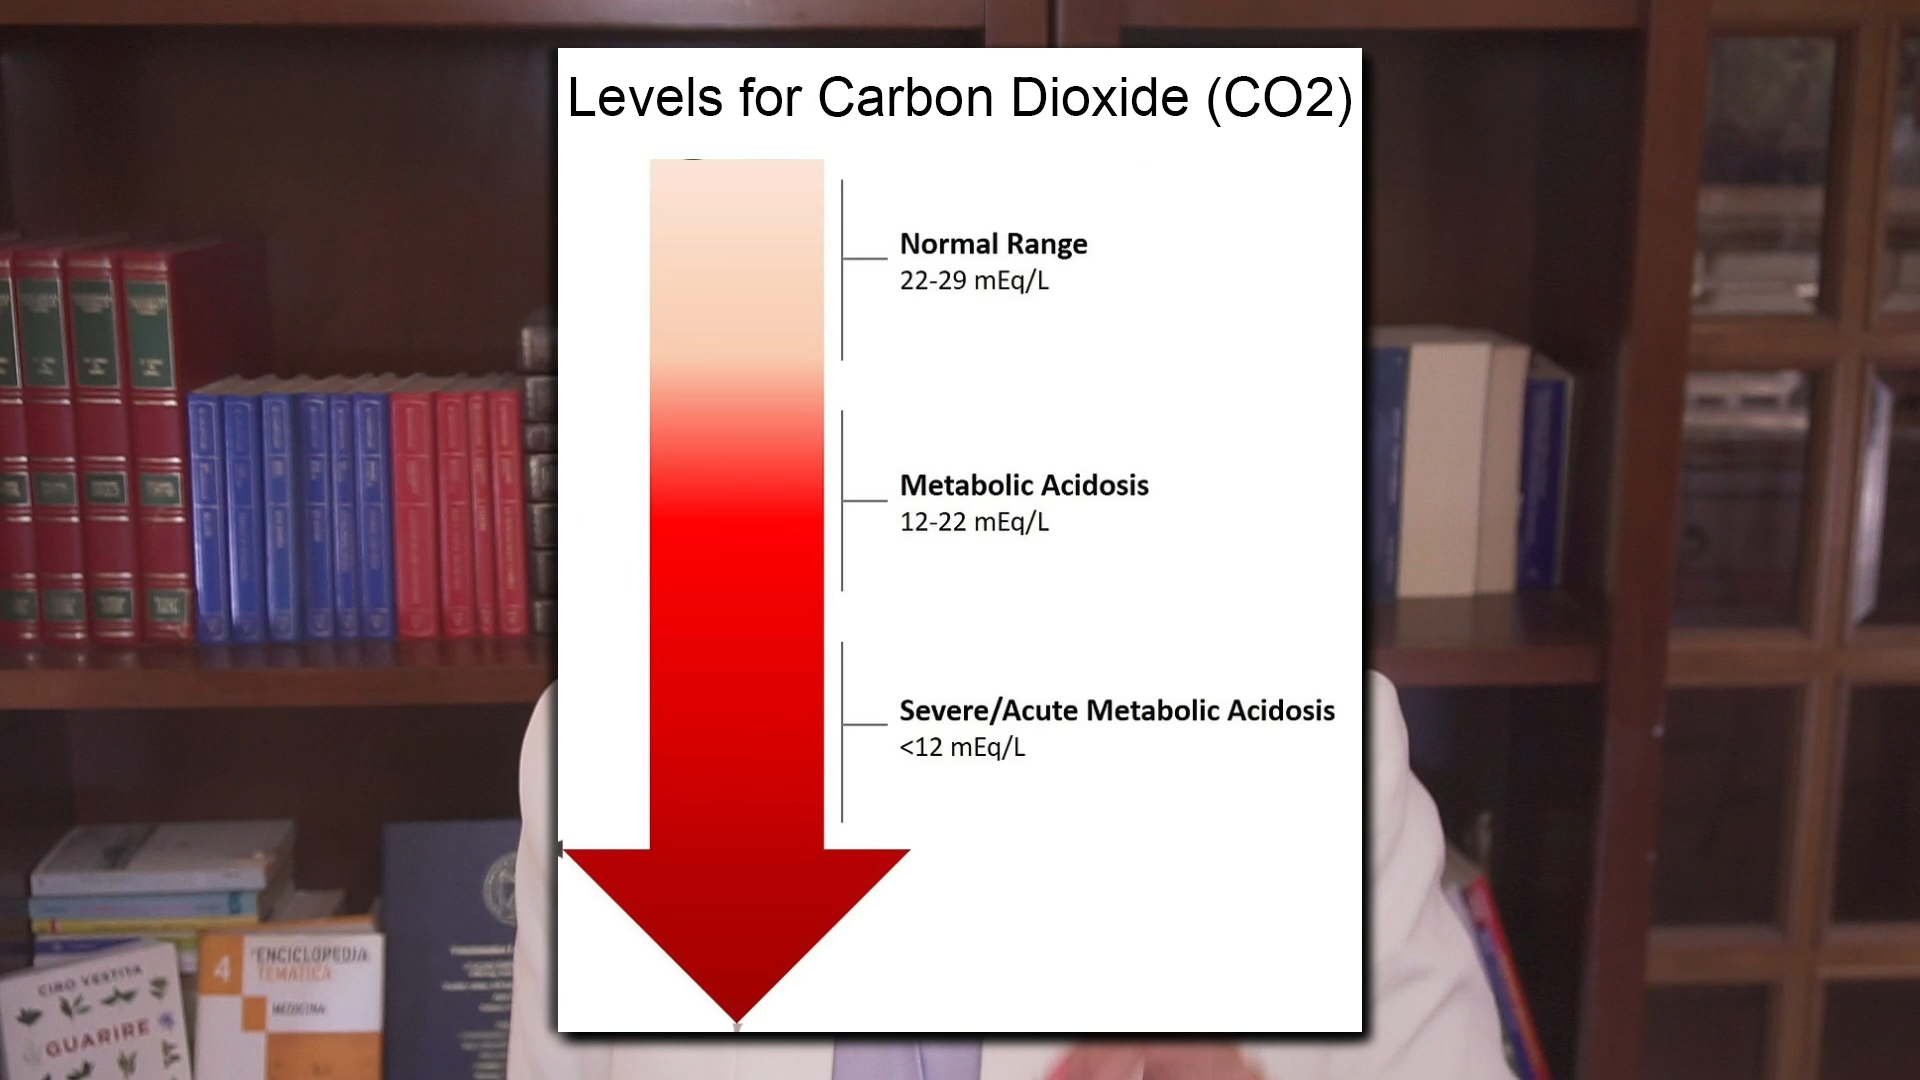 Levels for Carbon Dioxide (CO2)
Normal Range
22-29 mEq/L
Metabolic Acidosis
12-22 mEq/L
Severe/Acute Metabolic Acidosis
<12 mEq/L
CIRO VESTITA
GUARIRE
4
ENCICLOPEDIA
TEMATICA
MEDICINA